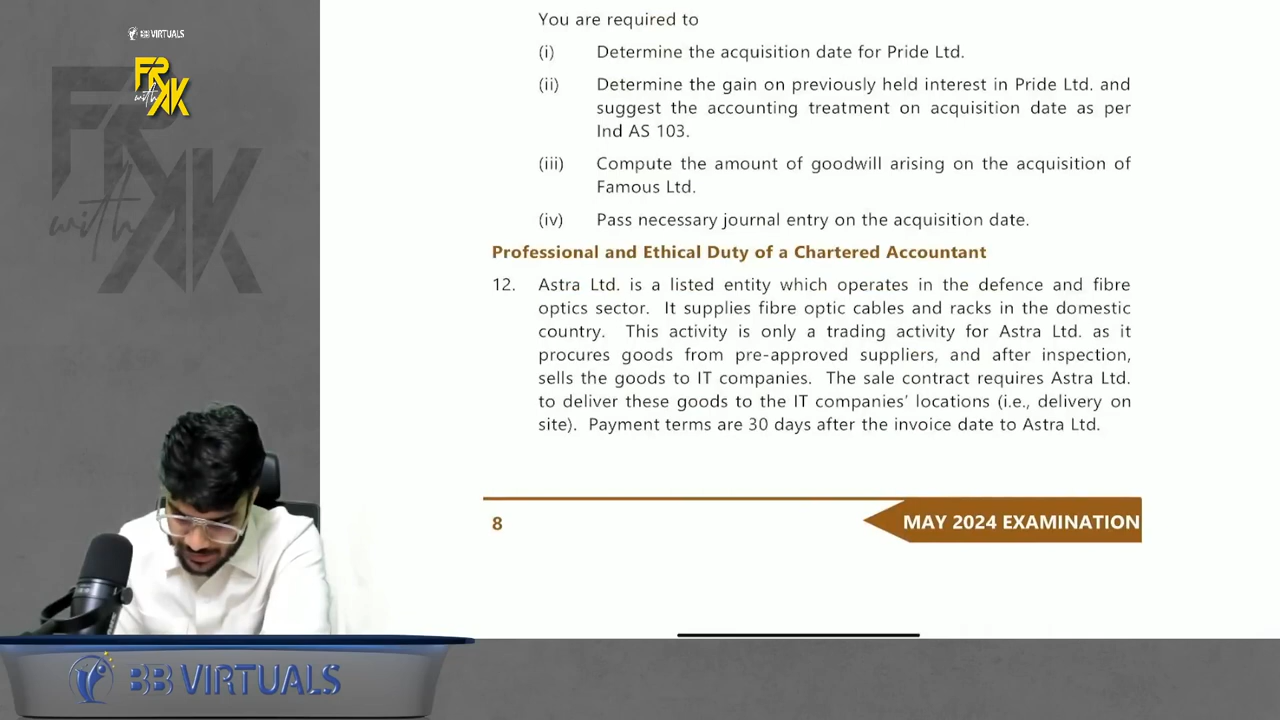 BB VIRTUALS
FR
with
AK
FR
with
AK
You are required to
(i) Determine the acquisition date for Pride Ltd.
(ii) Determine the gain on previously held interest in Pride Ltd. and
suggest the accounting treatment on acquisition date as per
Ind AS 103.
(iii) Compute the amount of goodwill arising on the acquisition of
Famous Ltd.
(iv) Pass necessary journal entry on the acquisition date.
Professional and Ethical Duty of a Chartered Accountant
12. Astra Ltd. is a listed entity which operates in the defence and fibre
optics sector. It supplies fibre optic cables and racks in the domestic
country. This activity is only a trading activity for Astra Ltd. as it
procures goods from pre-approved suppliers, and after inspection,
sells the goods to IT companies. The sale contract requires Astra Ltd.
to deliver these goods to the IT companies' locations (i.e., delivery on
site). Payment terms are 30 days after the invoice date to Astra Ltd.
8
MAY 2024 EXAMINATION
BB VIRTUALS